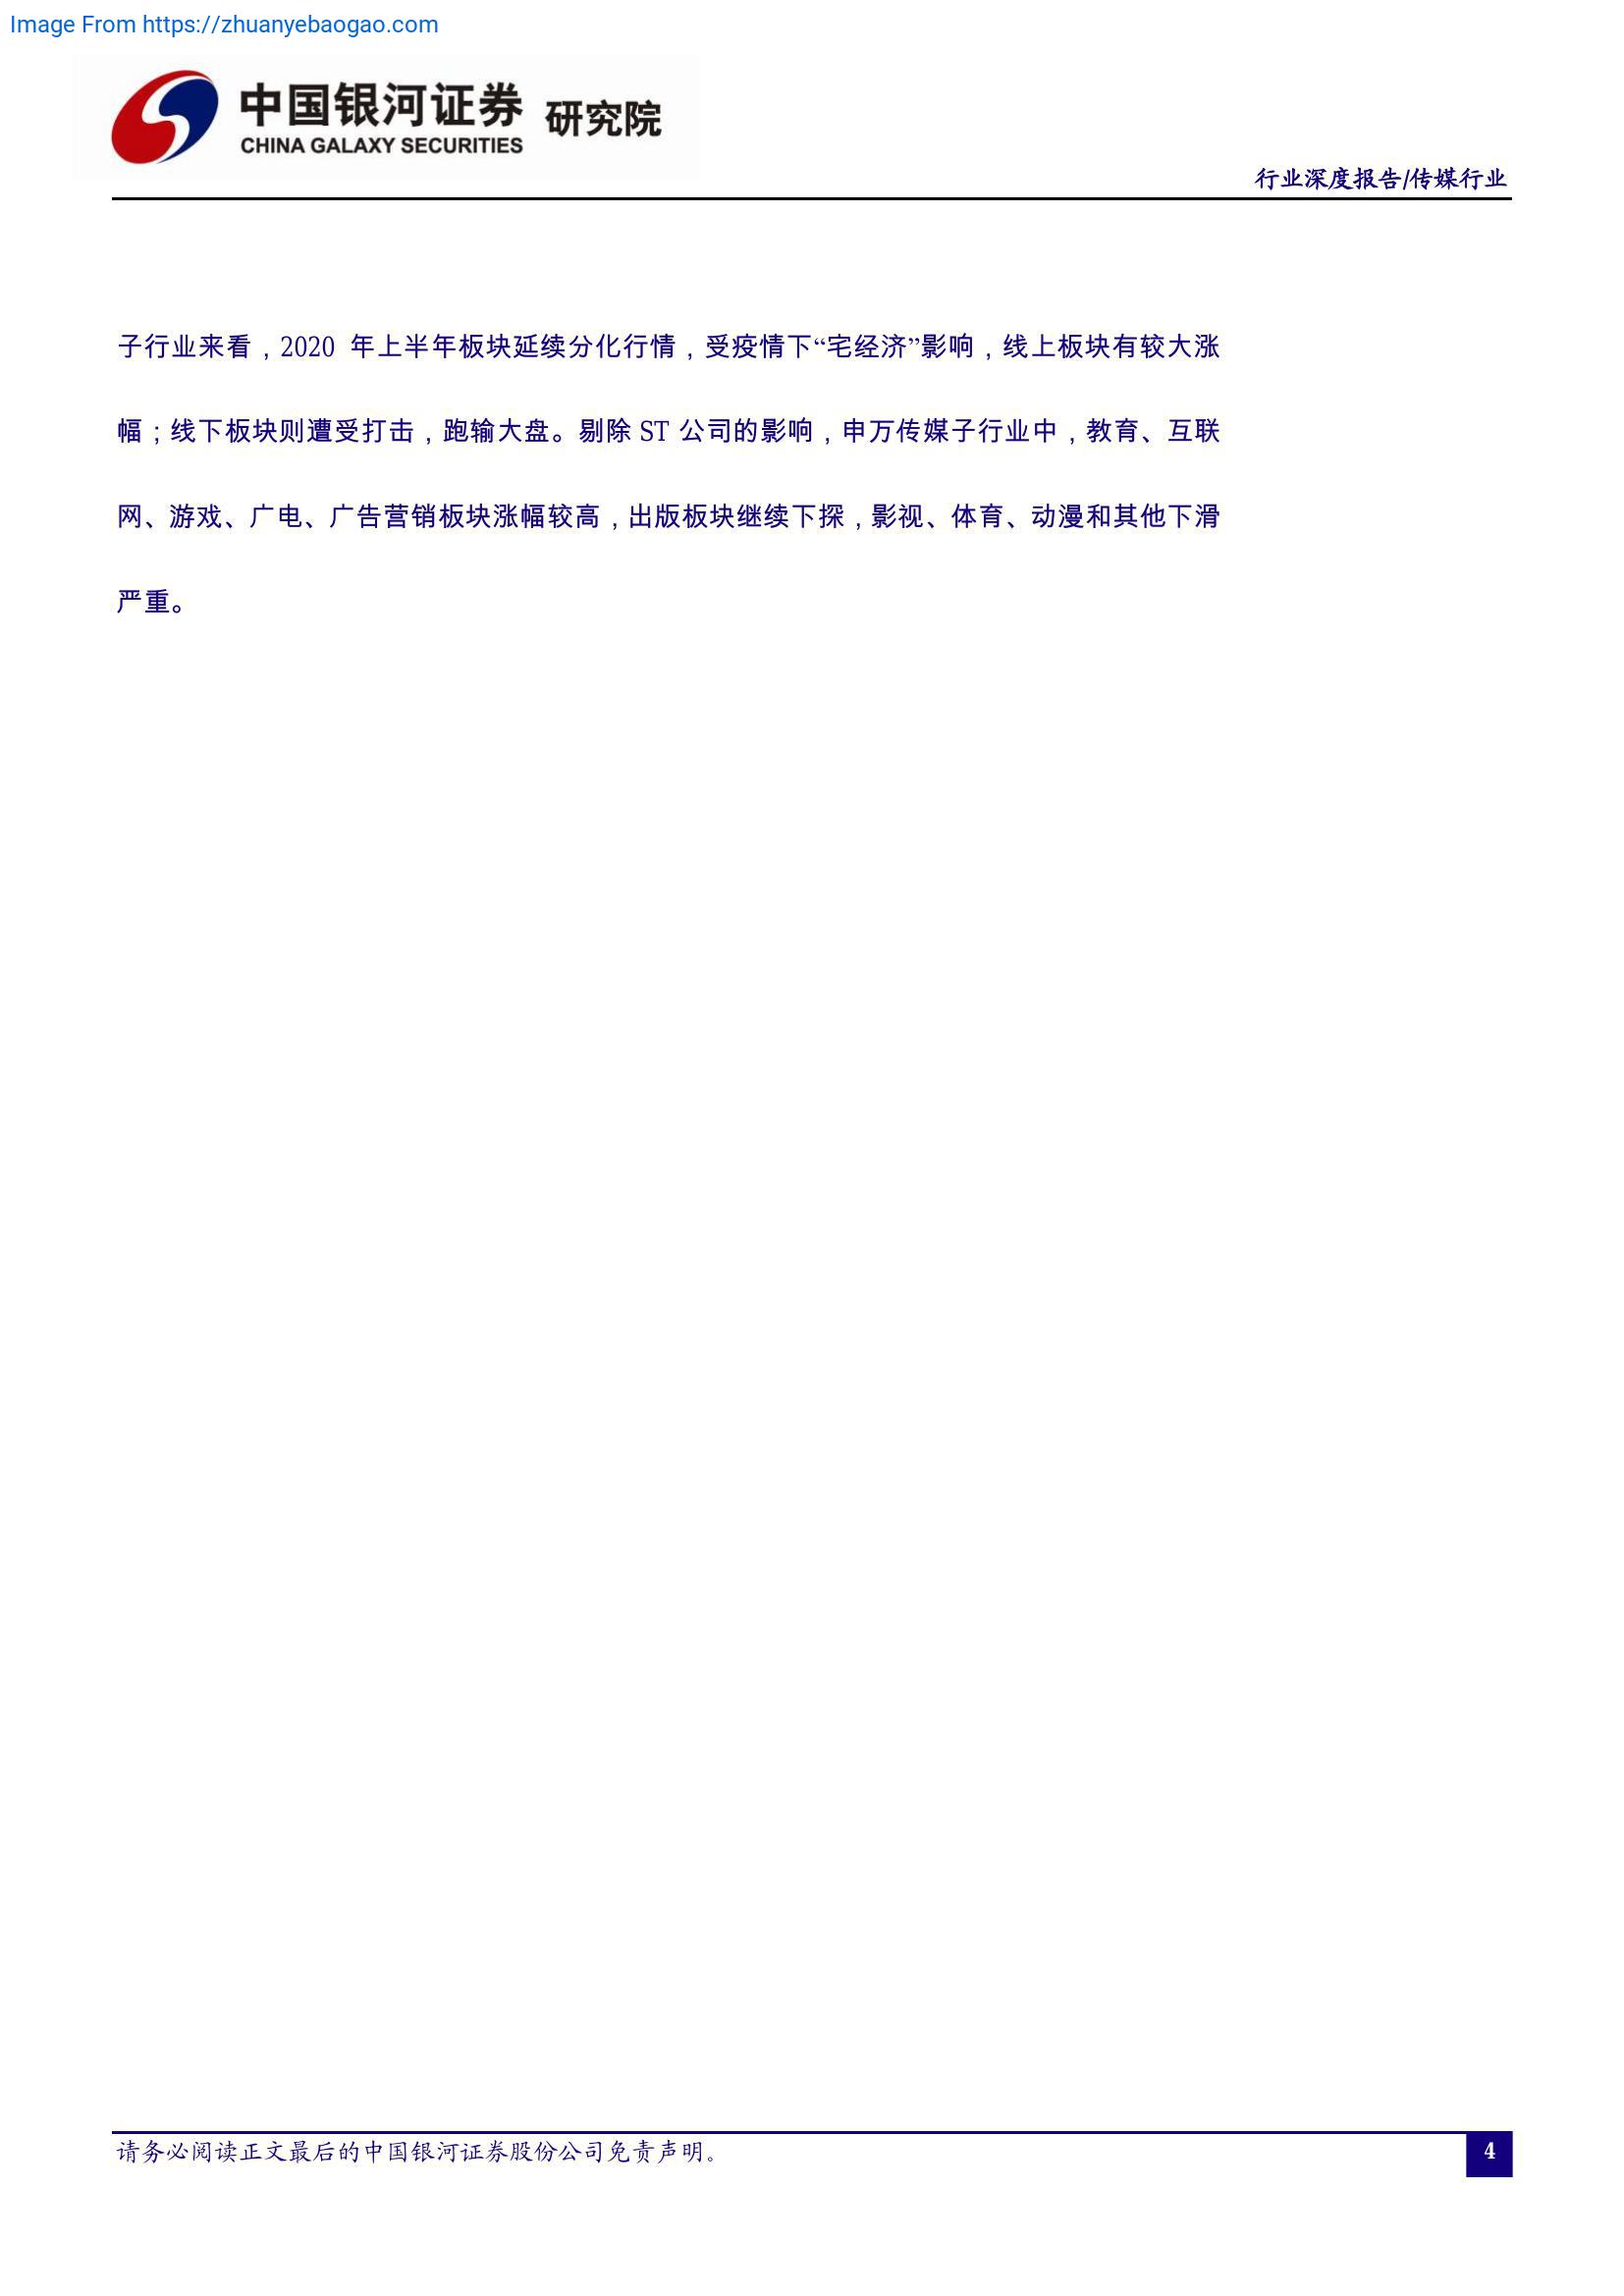 Image From https://zhuanyebaogao.com
中国银河证券 研究院
CHINA GALAXY SECURITIES
行业深度报告/传媒行业
子行业来看，2020 年上半年板块延续分化行情，受疫情下“宅经济”影响，线上板块有较大涨
幅；线下板块则遭受打击，跑输大盘。剔除 ST 公司的影响，申万传媒子行业中，教育、互联
网、游戏、广电、广告营销板块涨幅较高，出版板块继续下探，影视、体育、动漫和其他下滑
严重。
请务必阅读正文最后的中国银河证券股份公司免责声明。
4